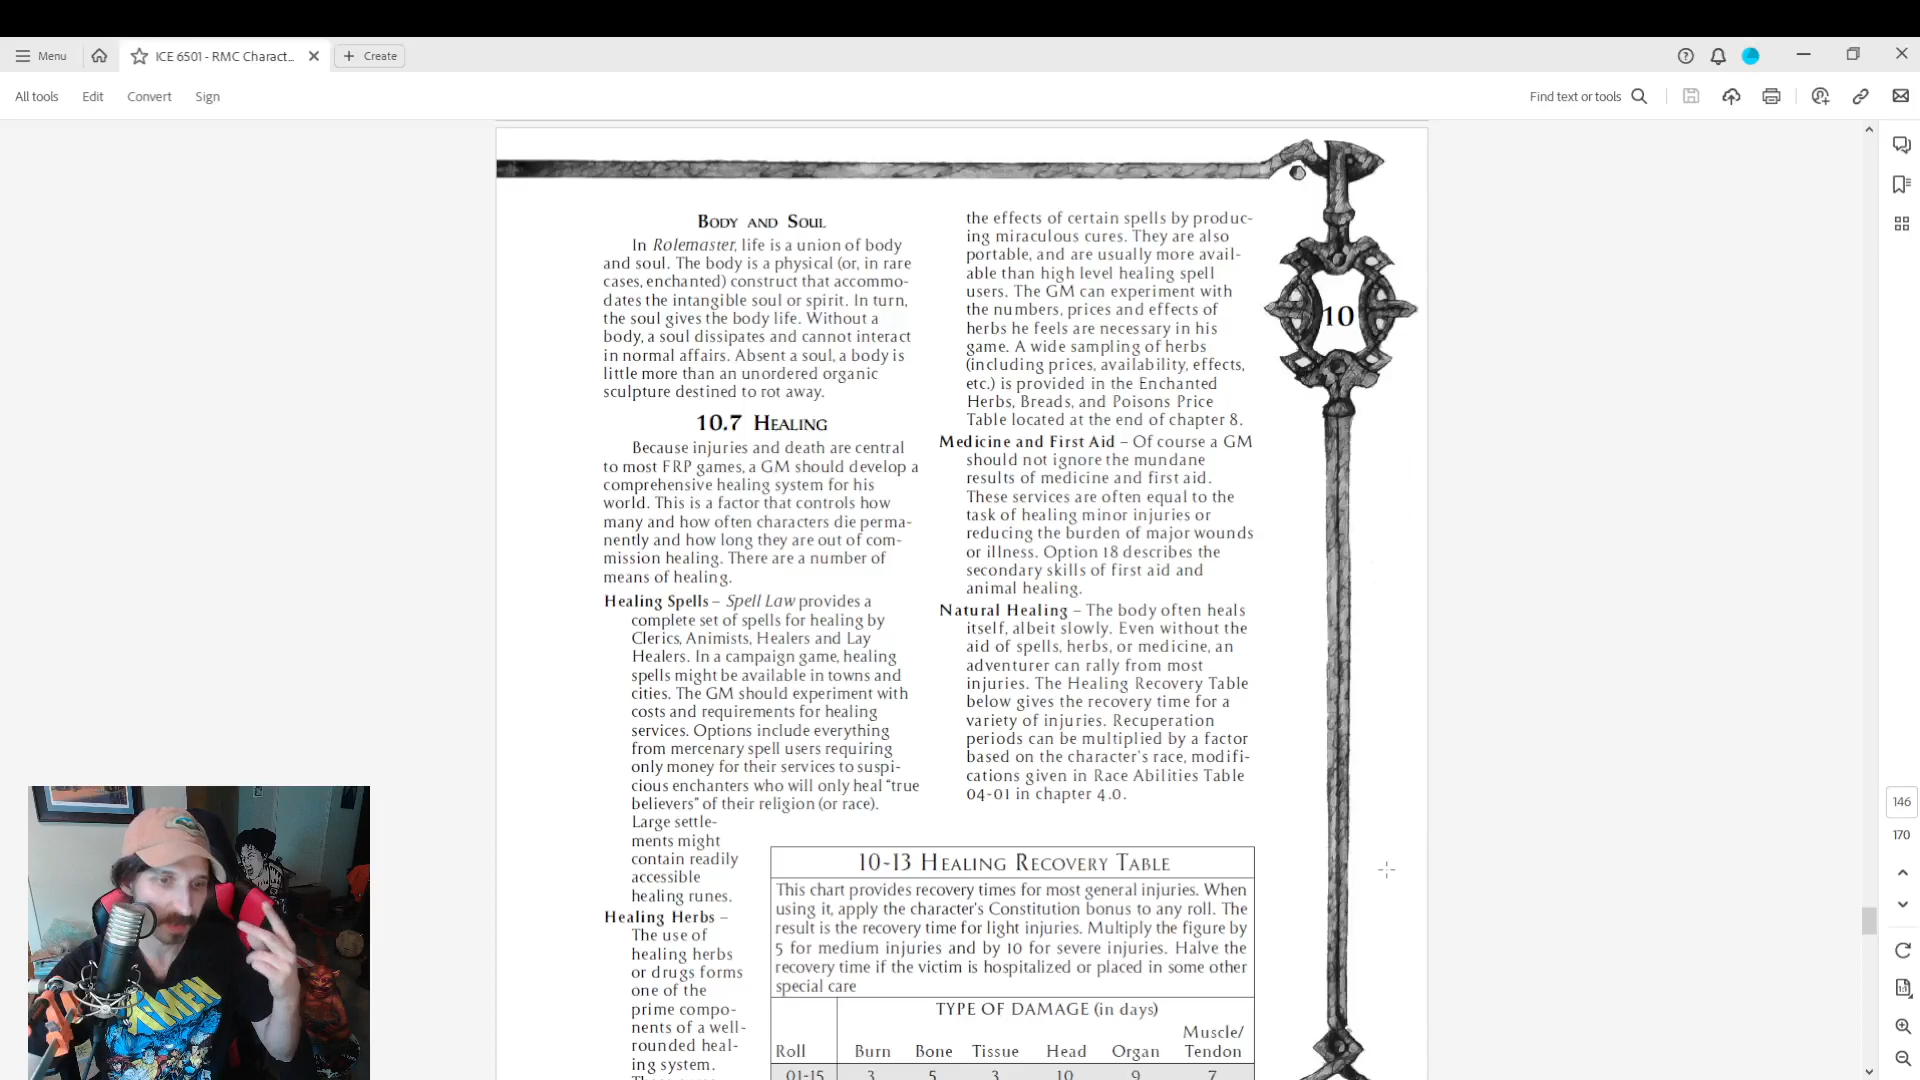 Menu
ICE 6501 - RMC Charact...
Create
All tools
Edit
Convert
Sign
Find text or tools
BODY AND SOUL
In Rolemaster, life is a union of body
and soul. The body is a physical (or, in rare
cases, enchanted) construct that accommo-
dates the intangible soul or spirit. In turn,
the soul gives the body life. Without a
body, a soul dissipates and cannot interact
in normal affairs. Absent a soul, a body is
little more than an unordered organic
sculpture destined to rot away.
10.7 HEALING
Because injuries and death are central
to most FRP games, a GM should develop a
comprehensive healing system for his
world. This is a factor that controls how
many and how often characters die perma-
nently and how long they are out of com-
mission healing. There are a number of
means of healing.
Healing Spells – Spell Law provides a
complete set of spells for healing by
Clerics, Animists, Healers and Lay
Healers. In a campaign game, healing
spells might be available in towns and
cities. The GM should experiment with
costs and requirements for healing
services. Options include everything
from mercenary spell users requiring
only money for their services to suspi-
cious enchanters who will only heal “true
believers” of their religion (or race).
Large settle-
ments might
contain readily
accessible
healing runes.
Healing Herbs –
The use of
healing herbs
or drugs forms
one of the
prime compo-
nents of a well-
rounded heal-
ing system.
the effects of certain spells by produc-
ing miraculous cures. They are also
portable, and are usually more avail-
able than high level healing spell
users. The GM can experiment with
the numbers, prices and effects of
herbs he feels are necessary in his
game. A wide sampling of herbs
(including prices, availability, effects,
etc.) is provided in the Enchanted
Herbs, Breads, and Poisons Price
Table located at the end of chapter 8.
Medicine and First Aid – Of course a GM
should not ignore the mundane
results of medicine and first aid.
These services are often equal to the
task of healing minor injuries or
reducing the burden of major wounds
or illness. Option 18 describes the
secondary skills of first aid and
animal healing.
Natural Healing – The body often heals
itself, albeit slowly. Even without the
aid of spells, herbs, or medicine, an
adventurer can rally from most
injuries. The Healing Recovery Table
below gives the recovery time for a
variety of injuries. Recuperation
periods can be multiplied by a factor
based on the character's race, modifi-
cations given in Race Abilities Table
04-01 in chapter 4.0.
10-13 HEALING RECOVERY TABLE
This chart provides recovery times for most general injuries. When
using it, apply the character's Constitution bonus to any roll. The
result is the recovery time for light injuries. Multiply the figure by
5 for medium injuries and by 10 for severe injuries. Halve the
recovery time if the victim is hospitalized or placed in some other
special care
TYPE OF DAMAGE (in days)
Muscle/
Roll Burn Bone Tissue Head Organ Tendon
01-15 3 5 3 10 9 7
10
146
170
X-MEN